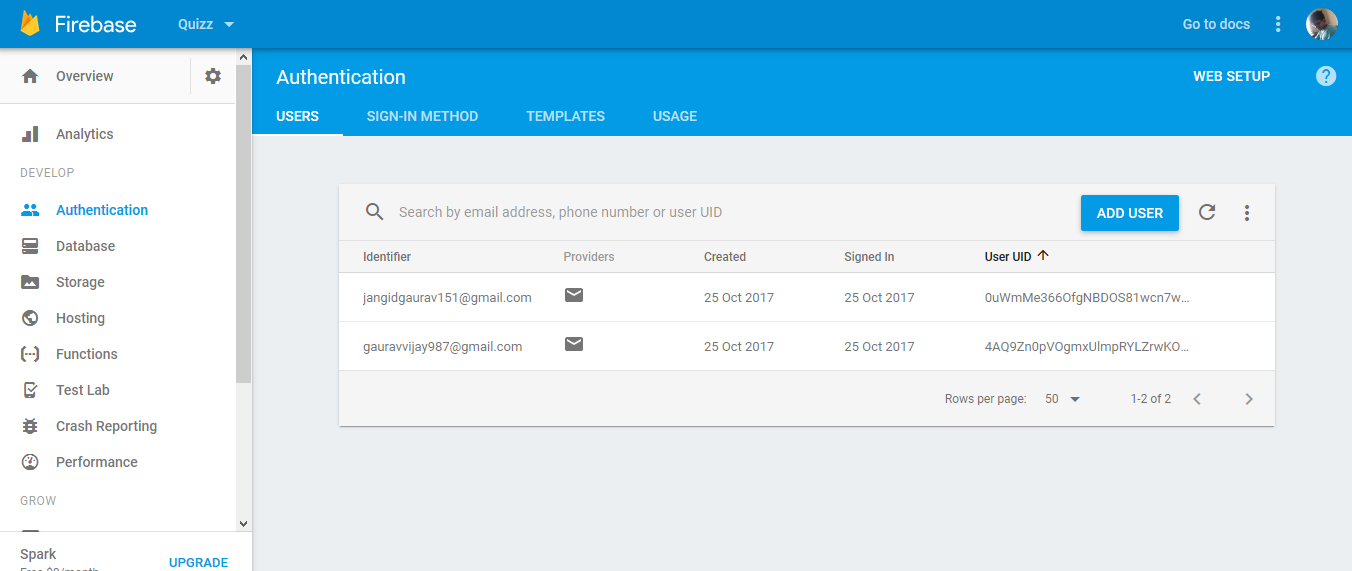 Firebase Quizz Go to docs
Overview
Authentication WEB SETUP
USERS SIGN-IN METHOD TEMPLATES USAGE
Analytics
DEVELOP
Authentication
Database
Storage
Hosting
Functions
Test Lab
Crash Reporting
Performance
GROW
Spark
UPGRADE
Search by email address, phone number or user UID ADD USER
Identifier Providers Created Signed In User UID
jangidgaurav151@gmail.com 25 Oct 2017 25 Oct 2017 0uWmMe366OfgNBDOS81wcn7w...
gauravvijay987@gmail.com 25 Oct 2017 25 Oct 2017 4AQ9Zn0pVOgmxUlmpRYLZrwKO...
Rows per page: 50 1-2 of 2